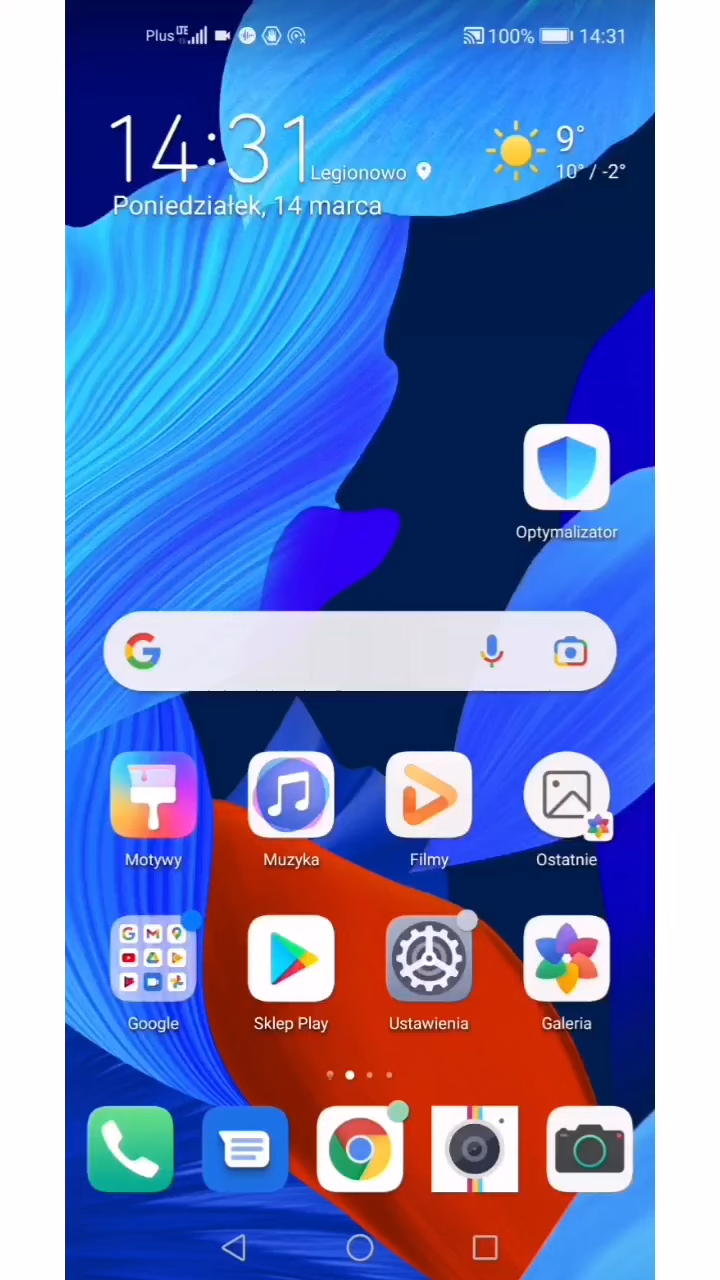 Plus LTE 100% 14:31
14:31
Legionowo
Poniedziałek, 14 marca
9°
10° / -2°
Optymalizator
Motywy
Muzyka
Filmy
Ostatnie
Google
Sklep Play
Ustawienia
Galeria